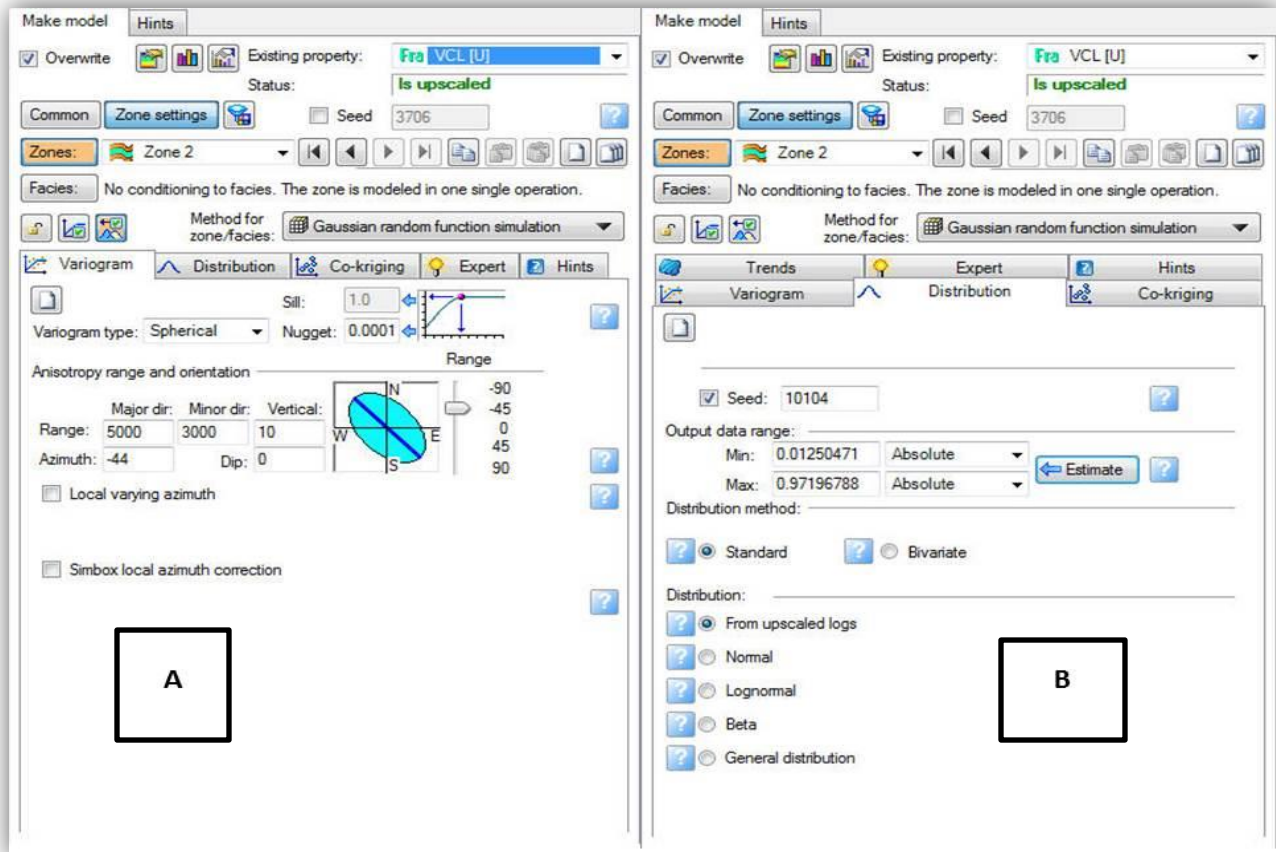 Make model Hints
Overwrite Existing property: Fra VCL [U]
Status: Is upscaled
Common Zone settings Seed 3706 ?
Zones: Zone 2
Facies: No conditioning to facies. The zone is modeled in one single operation.
Method for zone/facies: Gaussian random function simulation
Variogram Distribution Co-kriging Expert ? Hints
Sill: 1.0 ?
Variogram type: Spherical Nugget: 0.0001
Range
Anisotropy range and orientation
Major dir: Minor dir: Vertical:
Range: 5000 3000 10
Azimuth: -44 Dip: 0
N
W E
S
-90
-45
0
45
90
?
Local varying azimuth ?
Simbox local azimuth correction
?
A
Make model Hints
Overwrite Existing property: Fra VCL [U]
Status: Is upscaled
Common Zone settings Seed 3706 ?
Zones: Zone 2
Facies: No conditioning to facies. The zone is modeled in one single operation.
Method for zone/facies: Gaussian random function simulation
Trends Expert ? Hints
Variogram Distribution Co-kriging
Seed: 10104 ?
Output data range:
Min: 0.01250471 Absolute
Estimate ?
Max: 0.97196788 Absolute
Distribution method:
? Standard ? Bivariate
Distribution:
? From upscaled logs
? Normal
? Lognormal
? Beta
? General distribution
B